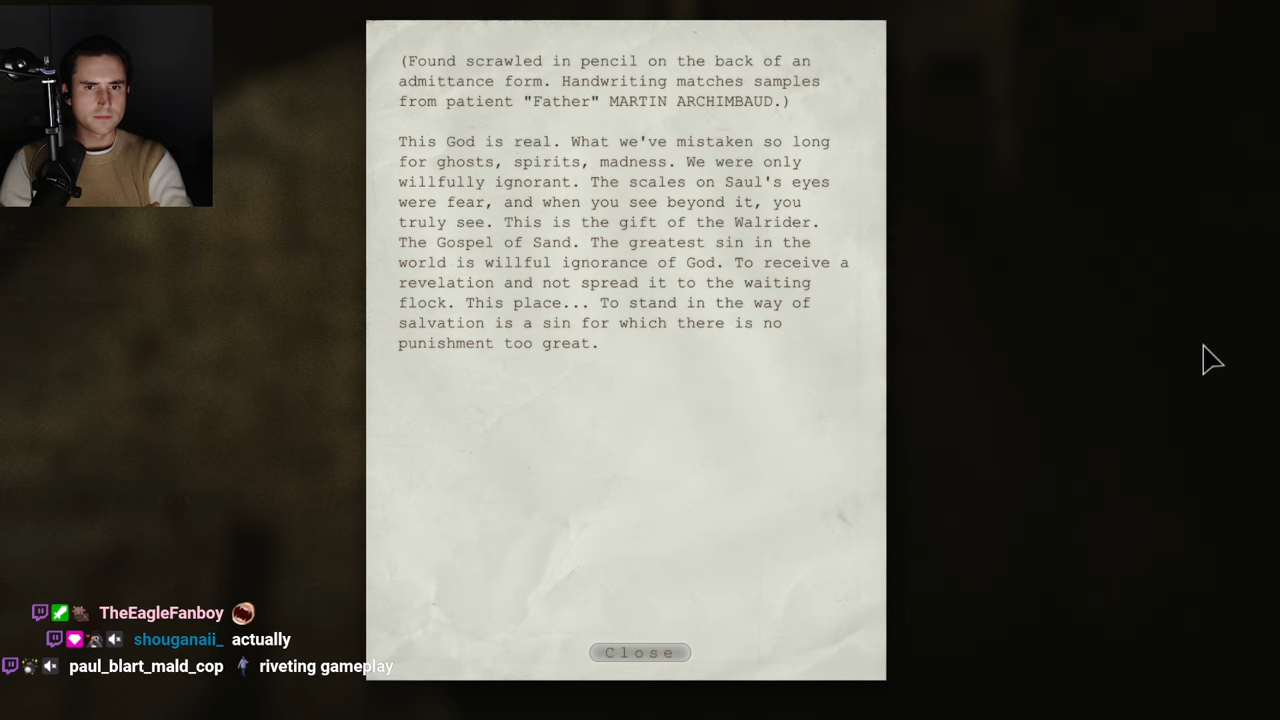 (Found scrawled in pencil on the back of an
admittance form. Handwriting matches samples
from patient "Father" MARTIN ARCHIMBAUD.)
This God is real. What we've mistaken so long
for ghosts, spirits, madness. We were only
willfully ignorant. The scales on Saul's eyes
were fear, and when you see beyond it, you
truly see. This is the gift of the Walrider.
The Gospel of Sand. The greatest sin in the
world is willful ignorance of God. To receive a
revelation and not spread it to the waiting
flock. This place... To stand in the way of
salvation is a sin for which there is no
punishment too great.
TheEagleFanboy
shouganaii_ actually
paul_blart_mald_cop riveting gameplay
Close